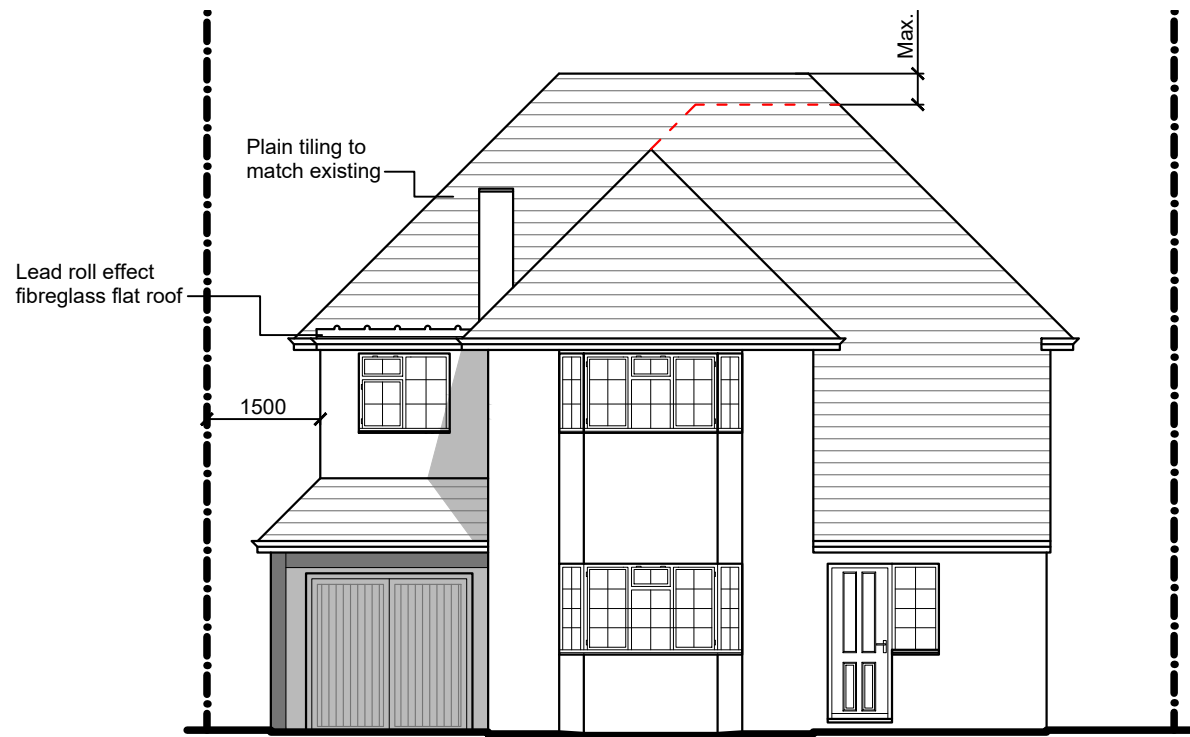 Max.
Plain tiling to
match existing
Lead roll effect
fibreglass flat roof
1500